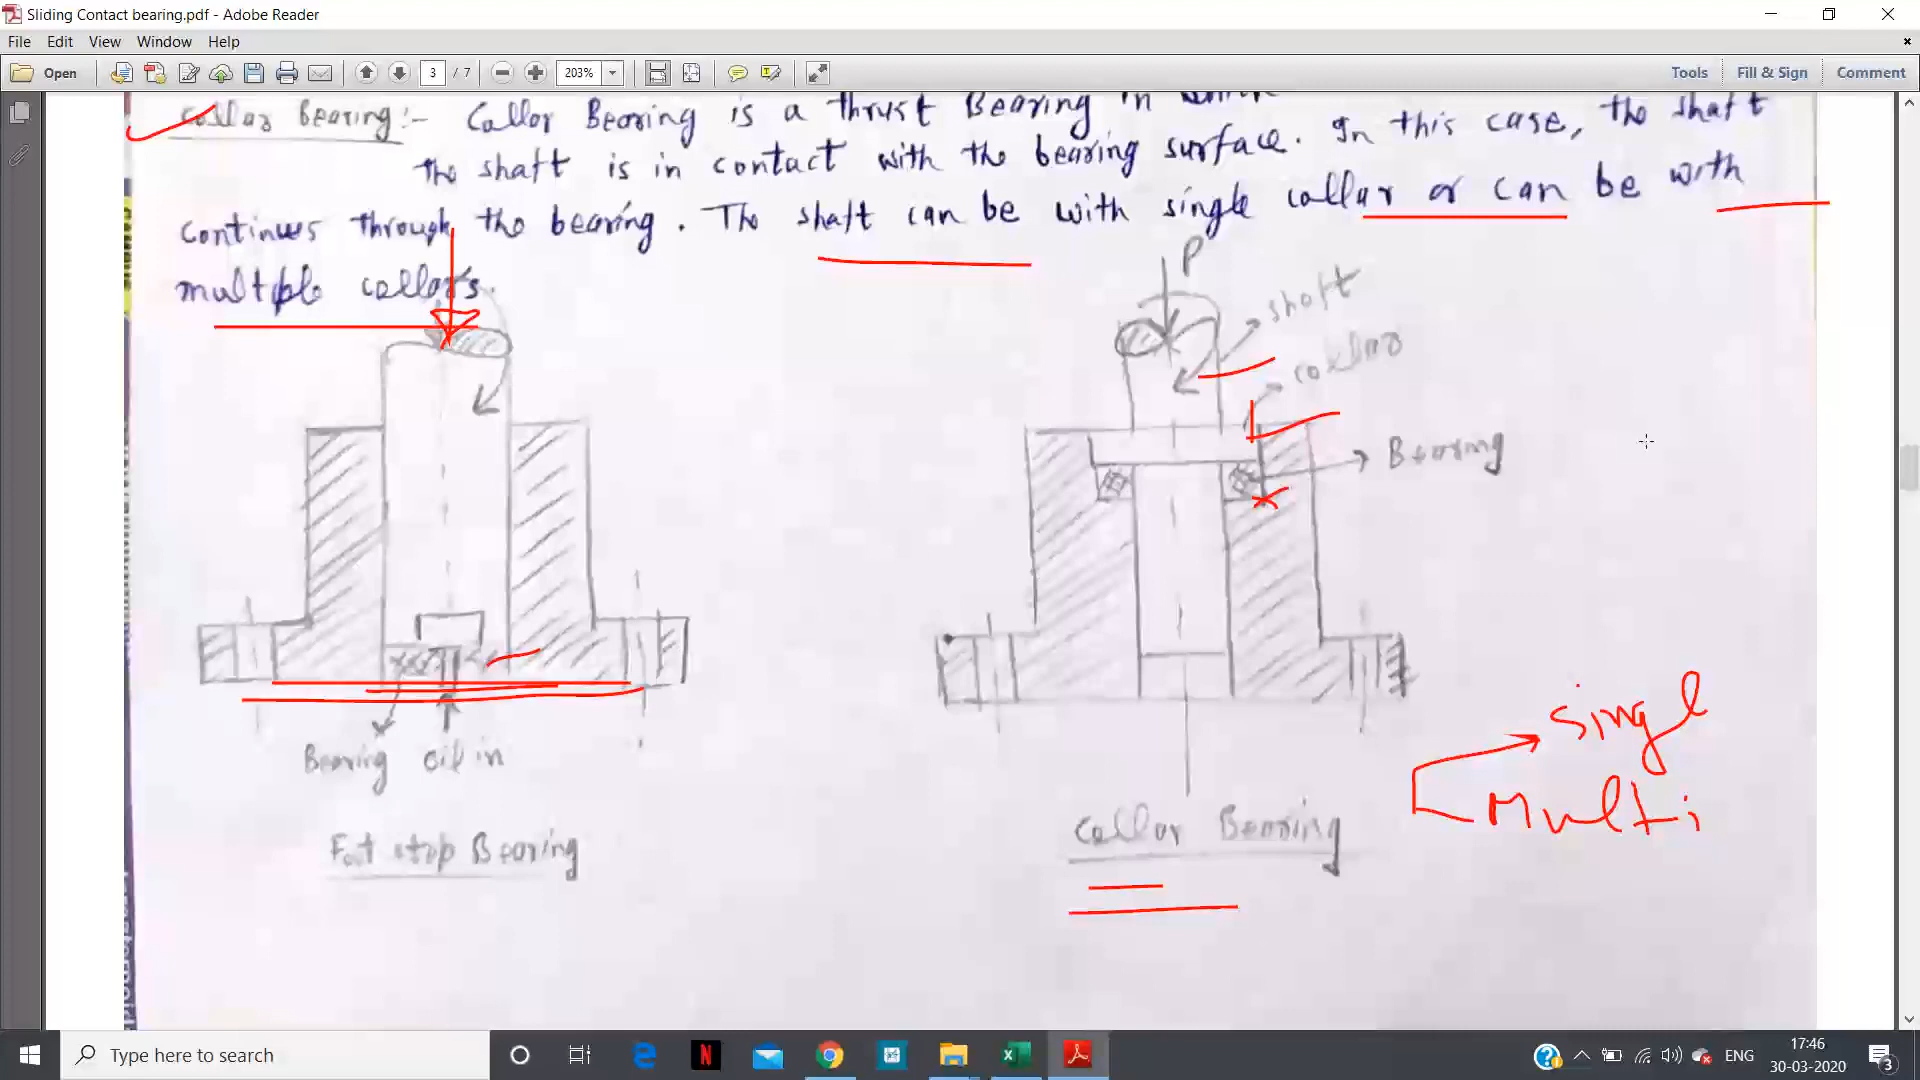 Sliding Contact bearing.pdf - Adobe Reader
File Edit View Window Help
Open 3 / 7 203% Tools Fill & Sign Comment
Collar Bearing:- Collar Bearing is a thrust Bearing in which
the shaft is in contact with the bearing surface. In this case, the shaft
continues through the bearing. The shaft can be with single collar or can be with
multiple collars.
P
shaft
collar
Bearing
Bearing oil in
Foot step Bearing
Collar Bearing
Singl
Multi
Type here to search
ENG
17:46
30-03-2020
3